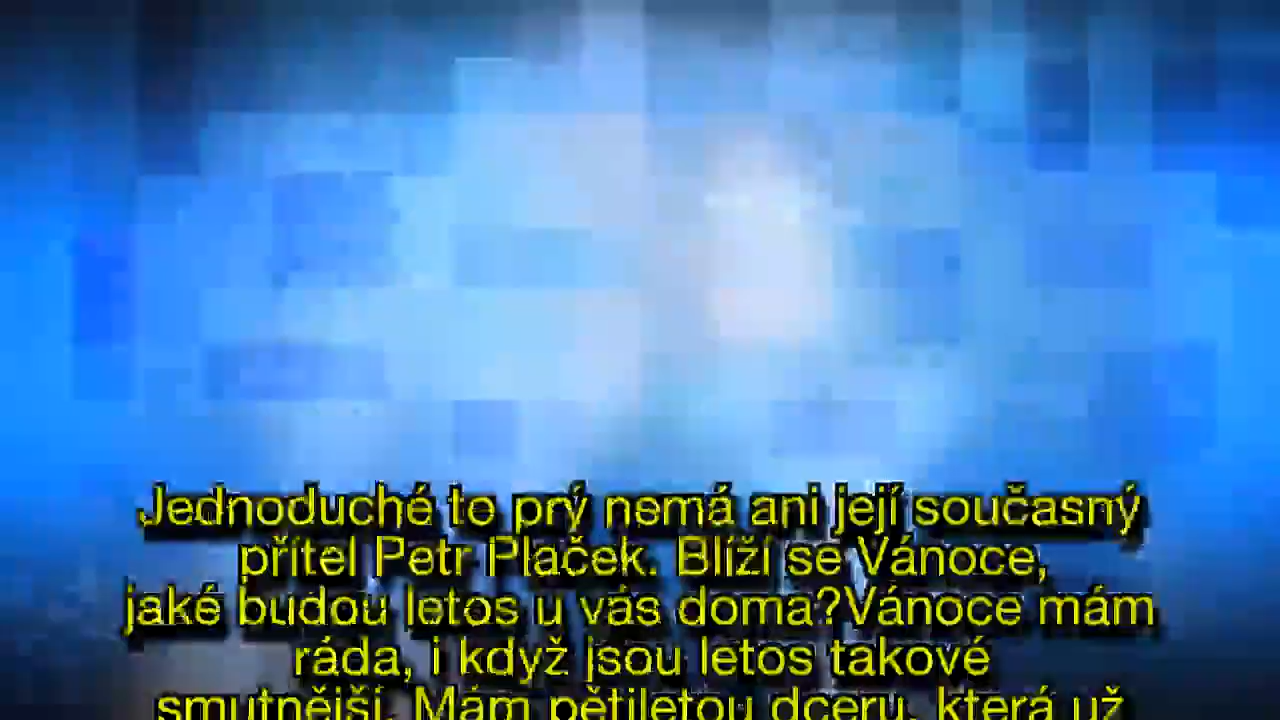 Jednoduché to prý nemá ani její současný
přítel Petr Plaček. Blíží se Vánoce,
jaké budou letos u vás doma?Vánoce mám
ráda, i když jsou letos takové
smutnější. Mám pětiletou dceru, která už